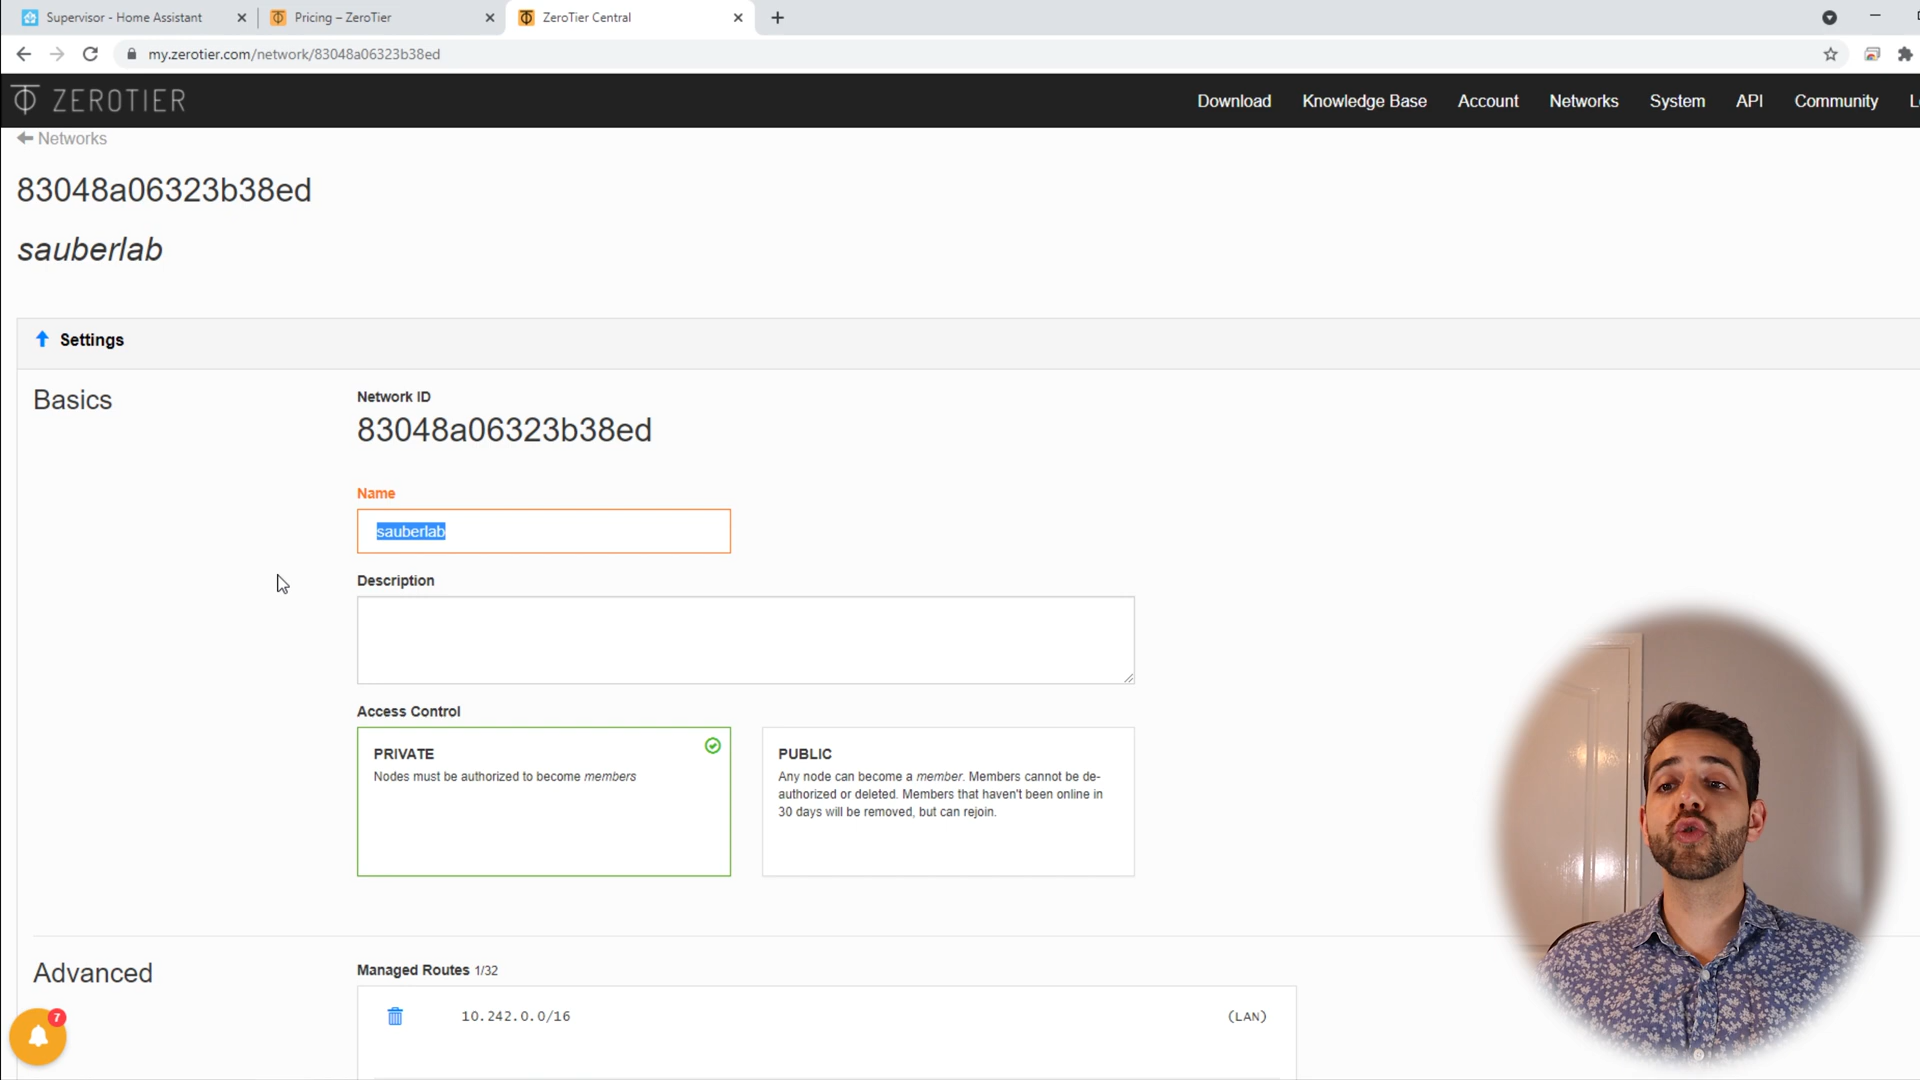 Supervisor - Home Assistant
Pricing – ZeroTier
ZeroTier Central
my.zerotier.com/network/83048a06323b38ed
ZEROTIER
Download
Knowledge Base
Account
Networks
System
API
Community
Networks
83048a06323b38ed
sauberlab
Settings
Basics
Network ID
83048a06323b38ed
Name
sauberlab
Description
Access Control
PRIVATE
Nodes must be authorized to become members
PUBLIC
Any node can become a member. Members cannot be de-
authorized or deleted. Members that haven't been online in
30 days will be removed, but can rejoin.
Advanced
Managed Routes 1/32
10.242.0.0/16
(LAN)
7